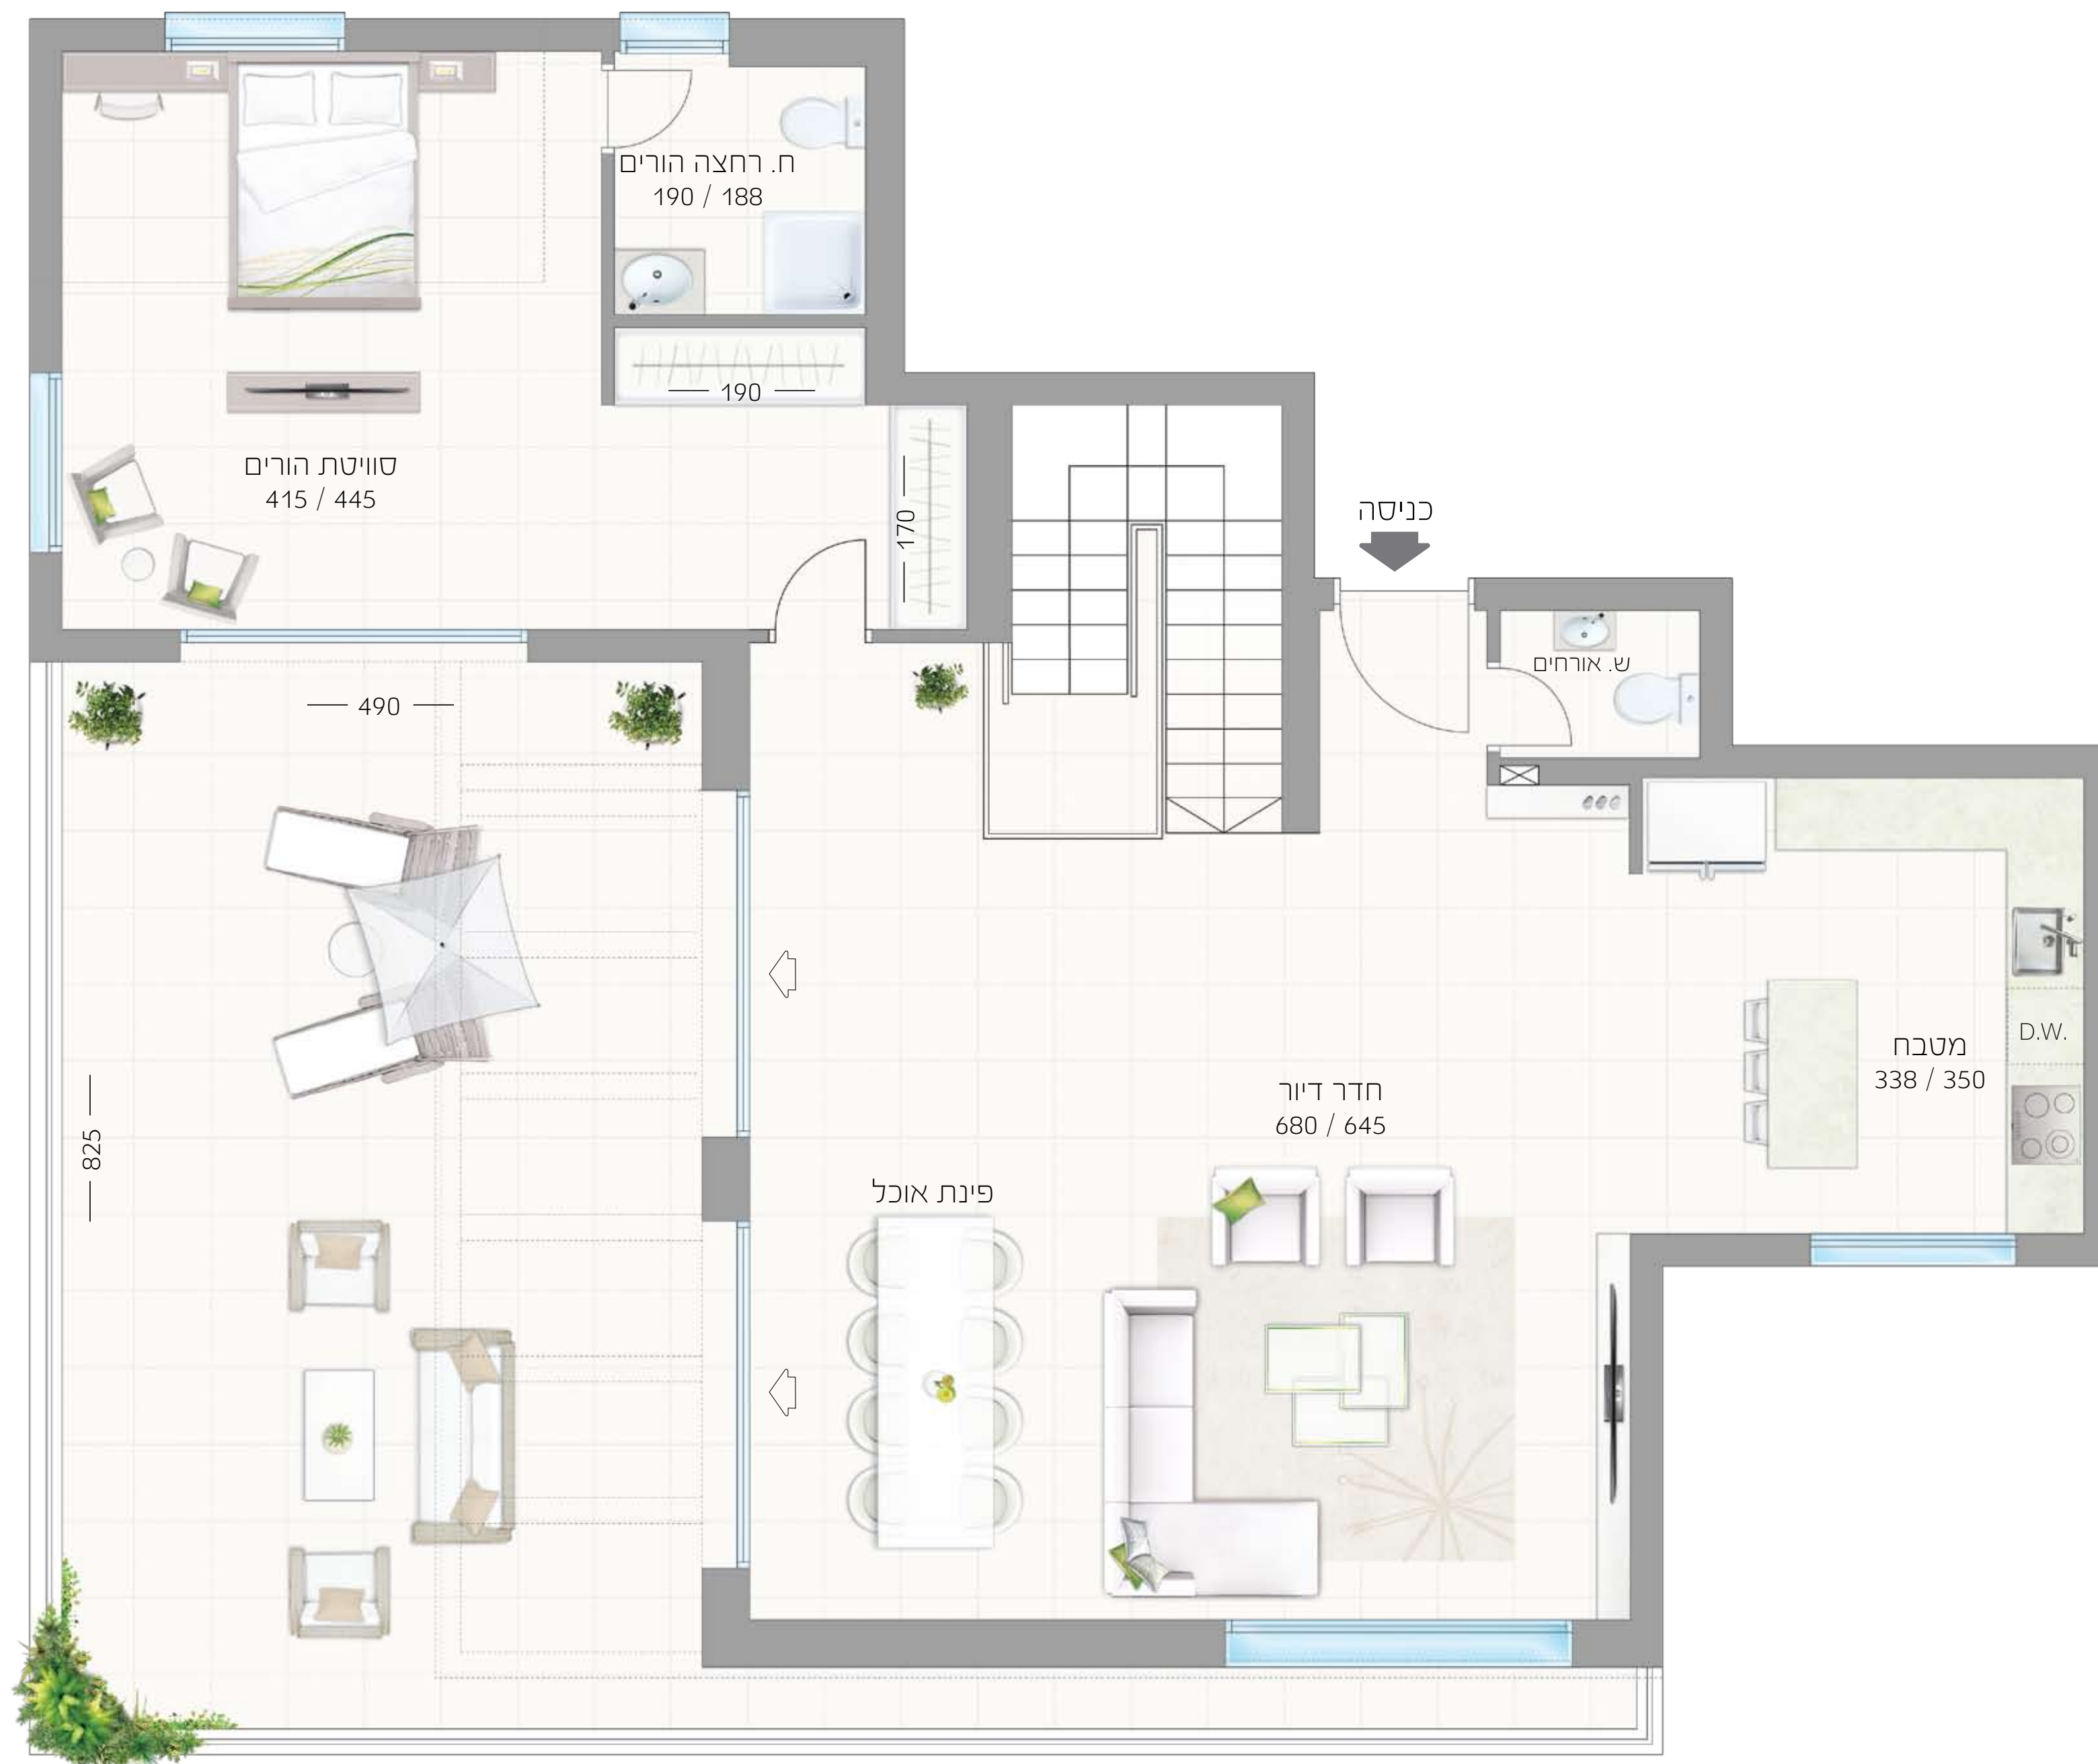 ח. רחצה הורים
190 / 188
190
סוויטת הורים
415 / 445
170
כניסה
ש. אורחים
490
825
חדר דיור
680 / 645
מטבח
338 / 350
D.W.
פינת אוכל